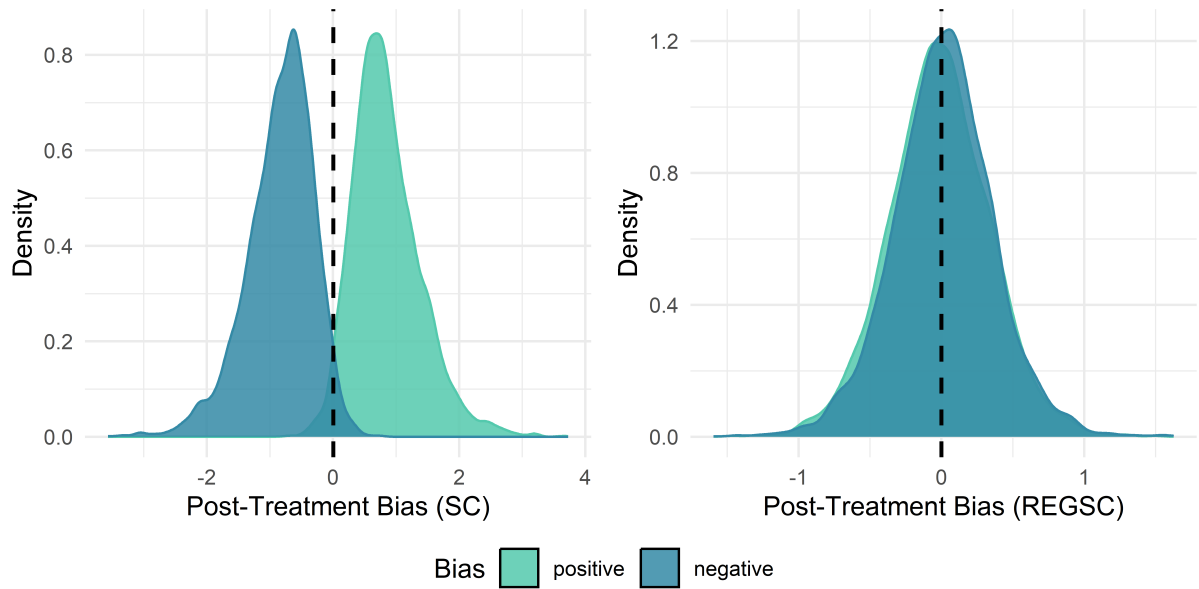 Density
0.8
0.6
0.4
0.2
0.0
-2 0 2 4
Post-Treatment Bias (SC)
Density
1.2
0.8
0.4
0.0
-1 0 1
Post-Treatment Bias (REGSC)
Bias positive negative